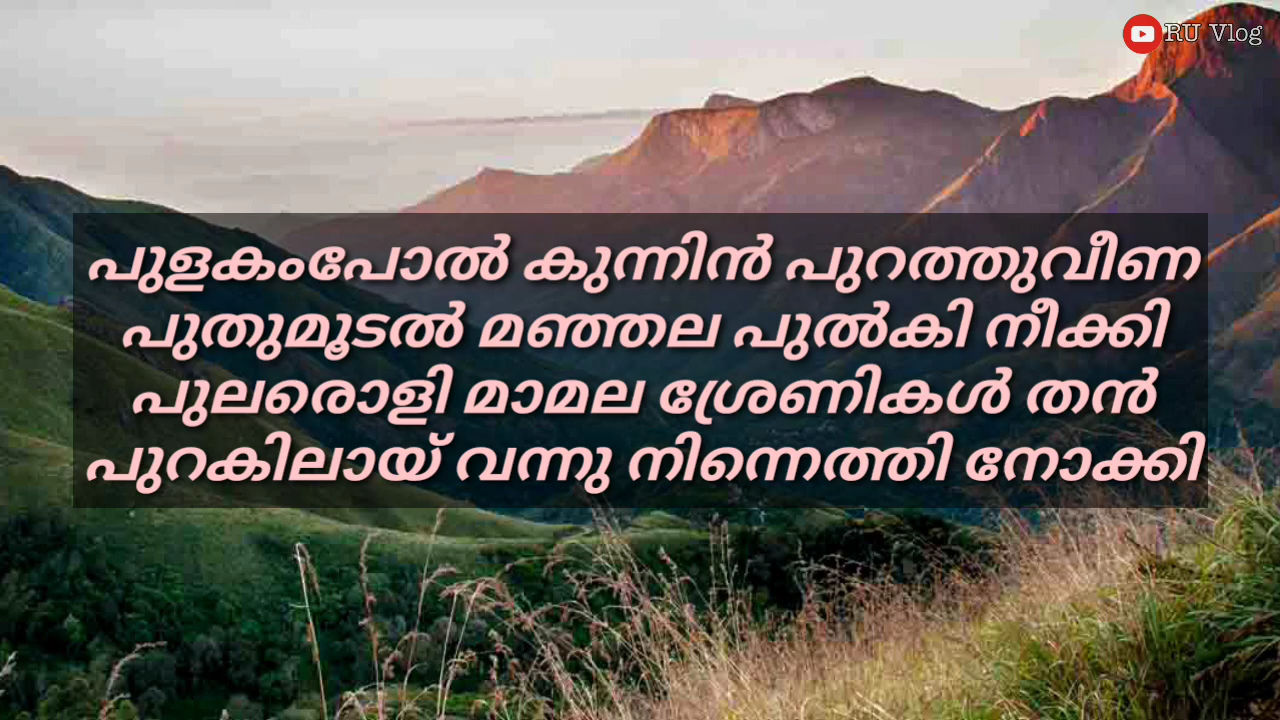 RU Vlog
പുളകംപോൽ കുന്നിൻ പുറത്തുവീണ
പുതുമൂടൽ മഞ്ഞല പുൽകി നീക്കി
പുലരൊളി മാമല ശ്രേണികൾ തൻ
പുറകിലായ് വന്നു നിന്നെത്തി നോക്കി